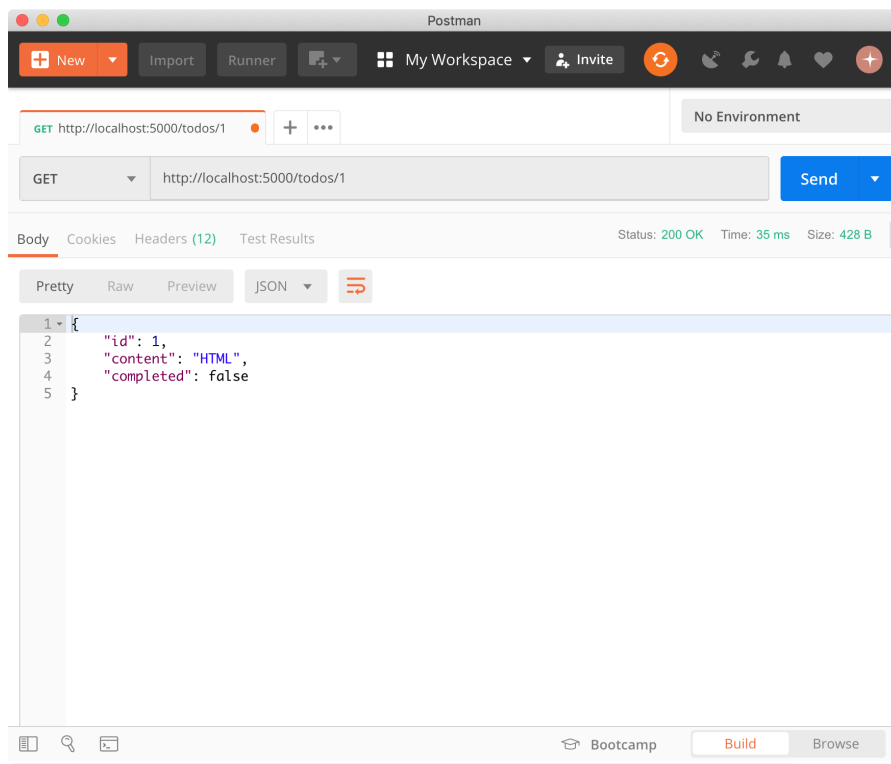 Postman
New Import Runner My Workspace Invite
GET http://localhost:5000/todos/1
No Environment
GET http://localhost:5000/todos/1 Send
Body Cookies Headers (12) Test Results Status: 200 OK Time: 35 ms Size: 428 B
Pretty Raw Preview JSON
1 {
2 "id": 1,
3 "content": "HTML",
4 "completed": false
5 }
Bootcamp Build Browse